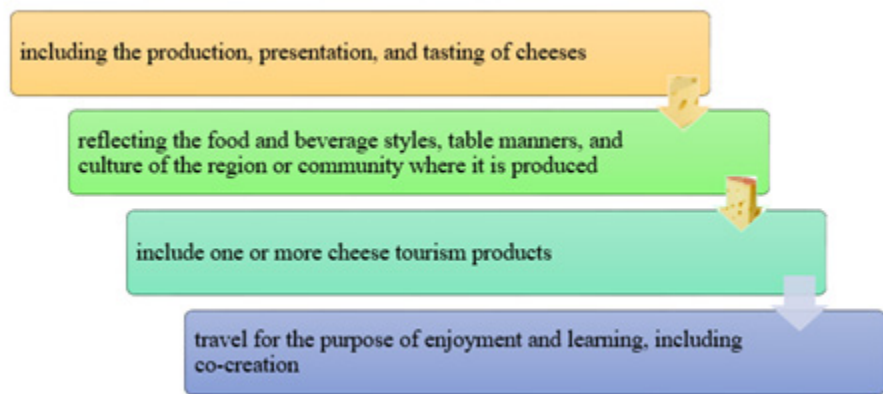 including the production, presentation, and tasting of cheeses
reflecting the food and beverage styles, table manners, and
culture of the region or community where it is produced
include one or more cheese tourism products
travel for the purpose of enjoyment and learning, including
co-creation